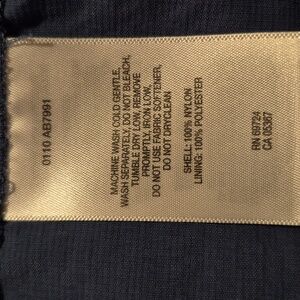 0110 AB7991
MACHINE WASH COLD GENTLE,
WASH SEPARATELY, DO NOT BLEACH,
TUMBLE DRY LOW, REMOVE
PROMPTLY, IRON LOW,
DO NOT USE FABRIC SOFTENER,
DO NOT DRYCLEAN
SHELL: 100% NYLON
LINING: 100% POLYESTER
RN 69724
CA 05367